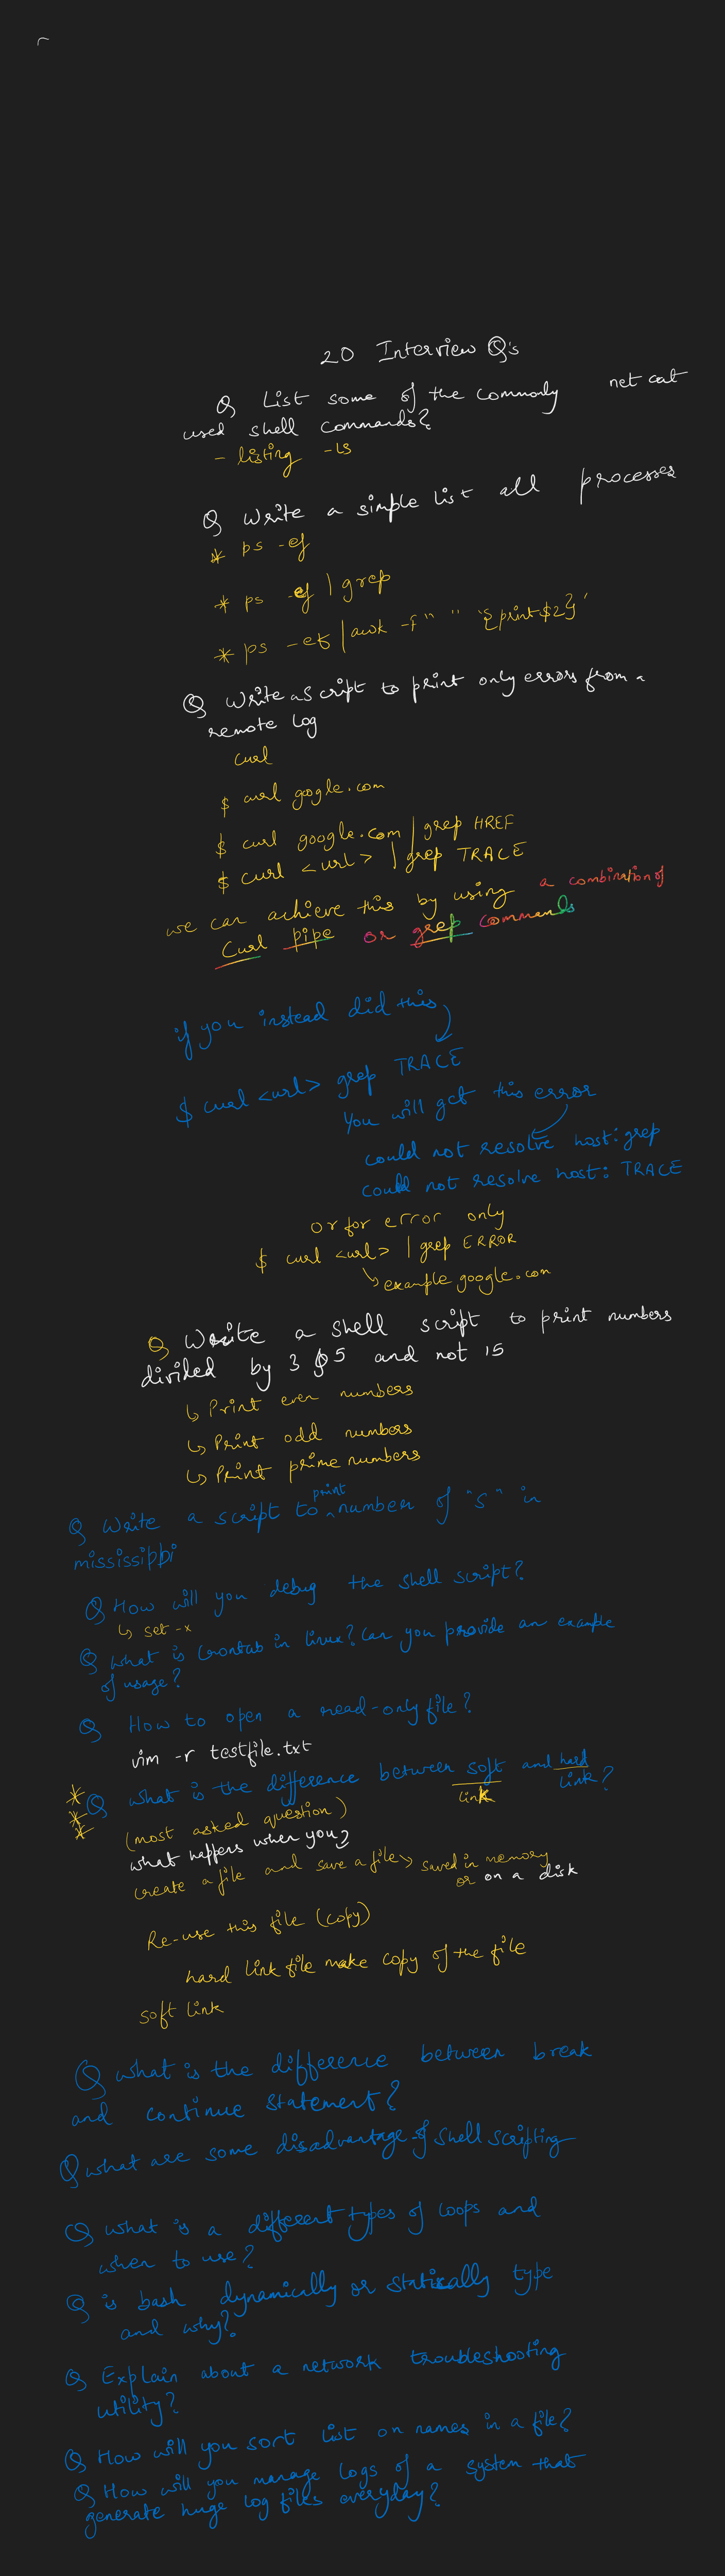 20 Interview Q's
Q List some of the commonly net cat
used shell commands?
- listing -ls
Q Write a simple list all processes
* ps -ef
* ps -ef | grep
* ps -ef | awk -F" " '{print$2}'
Q Write a Script to print only errors from a
remote log
curl
$ curl google.com
$ curl google.com | grep HREF
$ curl <url> | grep TRACE
we can achieve this by using a combination of
Curl pipe or grep commands
if you instead did this
$ curl <url> grep TRACE
You will get this error
could not resolve host: grep
could not resolve host: TRACE
or for error only
$ curl <url> | grep ERROR
↳ example google.com
Q Write a shell script to print numbers
divided by 3 & 5 and not 15
↳ Print even numbers
↳ Print odd numbers
↳ Print prime numbers
Q Write a script to print number of "s" in
mississippi
Q How will you debug the shell script?
↳ set -x
Q What is Crontab in linux? Can you provide an example
of usage?
Q How to open a read-only file?
vim -r testfile.txt
*** Q what is the difference between soft link and hard link?
(most asked question)
what happers when you?
create a file and save a file → saved in memory
or on a disk
Re-use this file (copy)
hard link file make copy of the file
soft link
Q what is the difference between break
and continue statement?
Q what are some disadvantage of shell scripting
Q what is a different types of loops and
when to use?
Q is bash dynamically or statically type
and why?
Q Explain about a network troubleshooting
utility?
Q How will you sort list on names in a file?
Q How will you manage logs of a system that
generate huge log files everyday?